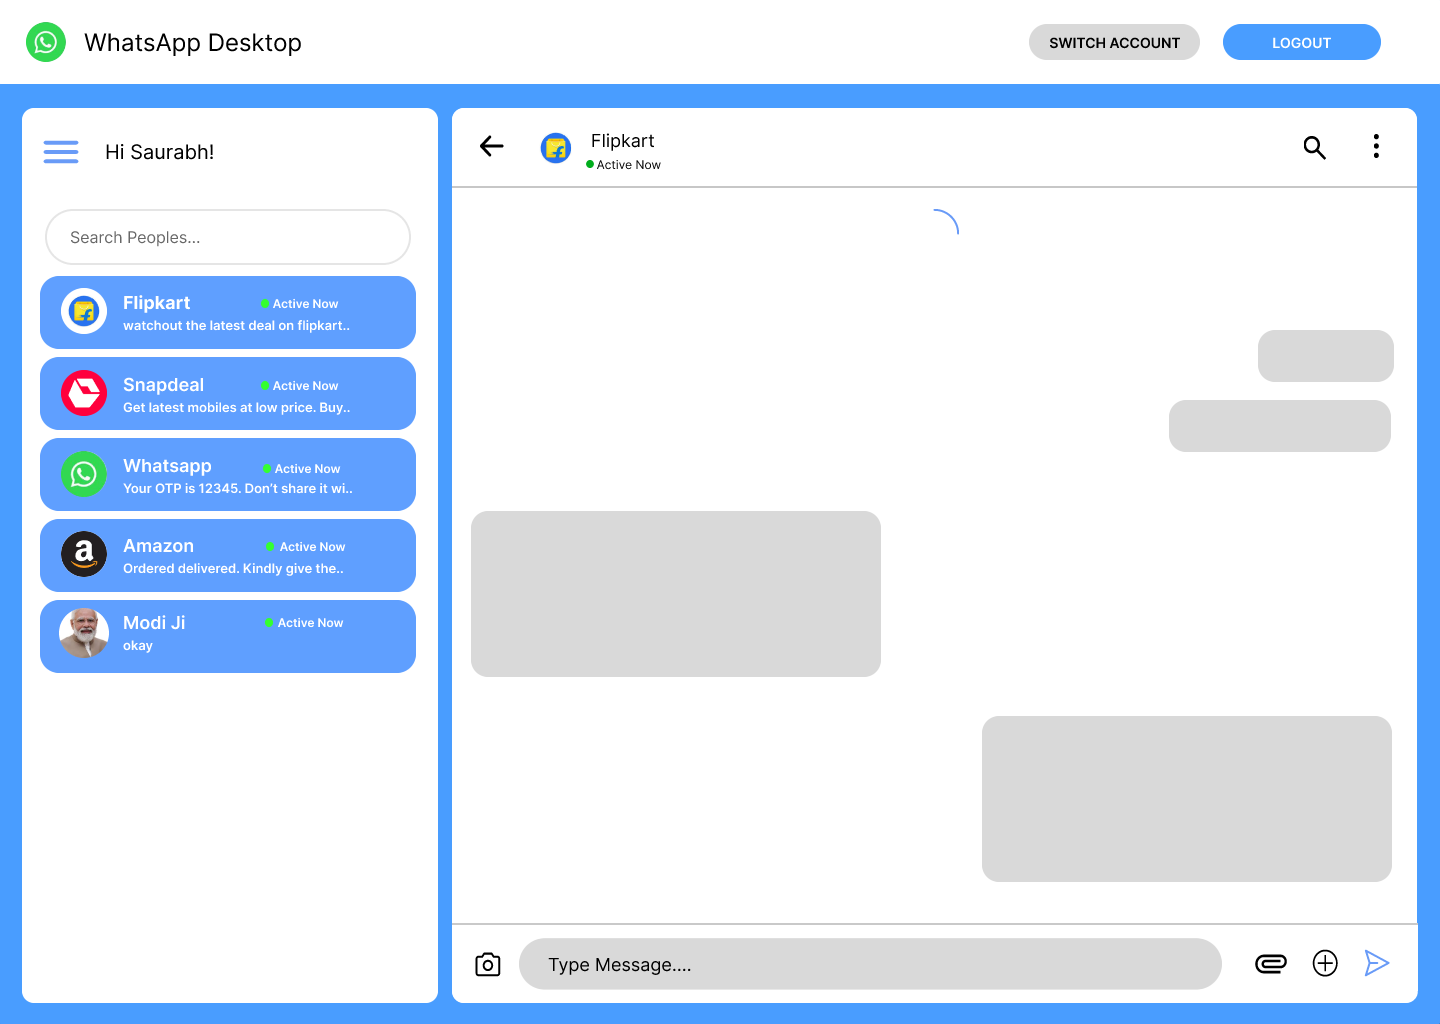 WhatsApp Desktop
SWITCH ACCOUNT
LOGOUT
Hi Saurabh!
Search Peoples...
Flipkart
Active Now
watchout the latest deal on flipkart..
Snapdeal
Active Now
Get latest mobiles at low price. Buy..
Whatsapp
Active Now
Your OTP is 12345. Don't share it wi..
Amazon
Active Now
Ordered delivered. Kindly give the..
Modi Ji
Active Now
okay
Flipkart
Active Now
Type Message....